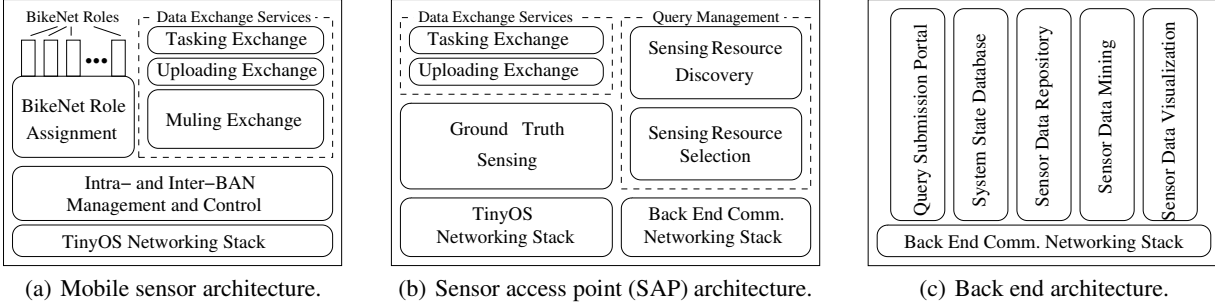 BikeNet Roles
BikeNet Role
Assignment
Data Exchange Services
Tasking Exchange
Uploading Exchange
Muling Exchange
Intra− and Inter−BAN
Management and Control
TinyOS Networking Stack
(a) Mobile sensor architecture.
Data Exchange Services
Tasking Exchange
Uploading Exchange
Ground Truth
Sensing
Query Management
Sensing Resource
Discovery
Sensing Resource
Selection
TinyOS
Networking Stack
Back End Comm.
Networking Stack
(b) Sensor access point (SAP) architecture.
Query Submission Portal
System State Database
Sensor Data Repository
Sensor Data Mining
Sensor Data Visualization
Back End Comm. Networking Stack
(c) Back end architecture.